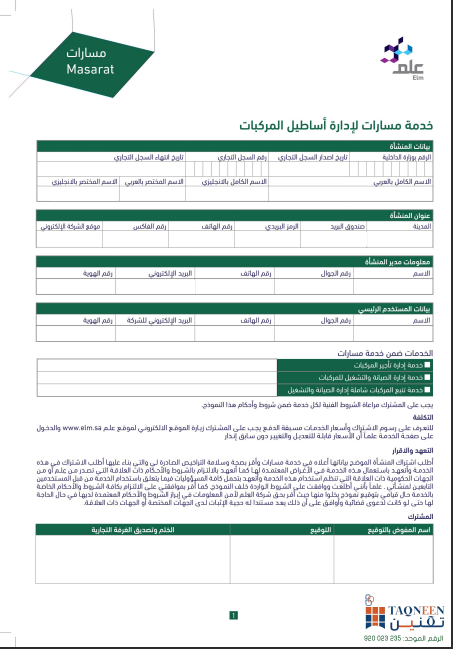 مسارات
Masarat
علم
Elm
خدمة مسارات لإدارة أساطيل المركبات
بيانات المنشأة
الرقم بوزارة الداخلية
تاريخ اصدار السجل التجاري
رقم السجل التجاري
تاريخ انتهاء السجل التجاري
الاسم الكامل بالعربي
الاسم الكامل بالانجليزي
الاسم المختصر بالعربي
الاسم المختصر بالانجليزي
عنوان المنشأة
المدينة
صندوق البريد
الرمز البريدي
رقم الهاتف
رقم الفاكس
موقع الشركة الإلكتروني
معلومات مدير المنشأة
الاسم
رقم الجوال
رقم الهاتف
البريد الإلكتروني
رقم الهوية
بيانات المستخدم الرئيسي
الاسم
رقم الجوال
رقم الهاتف
البريد الإلكتروني للشركة
رقم الهوية
الخدمات ضمن خدمة مسارات
خدمة إدارة تأجير المركبات
خدمة إدارة الصيانة والتشغيل للمركبات
خدمة تتبع المركبات شاملة إدارة الصيانة والتشغيل
يجب على المشترك مراعاة الشروط الفنية لكل خدمة ضمن شروط وأحكام هذا النموذج.
التكلفة
للتعرف على رسوم الاشتراك وأسعار الخدمات مسبقة الدفع يجب على المشترك زيارة الموقع الالكتروني لموقع علم www.elm.sa والدخول
على صفحة الخدمة علماً أن الأسعار قابلة للتعديل والتغيير دون سابق إنذار
التعهد والاقرار
أطلب اشتراك المنشأة الموضح بياناتها أعلاه في خدمة مسارات وأقر بصحة وسلامة التراخيص الصادرة لي والتي بناء عليها أطلب الاشتراك في هذه
الخدمة وأتعهد باستعمال هذه الخدمة في الأغراض المعتمدة لها كما أتعهد بالالتزام بالشروط والأحكام ذات العلاقة التي تصدر من علم أو من
الجهات الحكومية ذات العلاقة التي تنظم استخدام هذه الخدمة وأتعهد بتحمل كافة المسؤوليات فيما يتعلق باستخدام الخدمة من قبل المستخدمين
التابعين لمنشأتي . علماً بأنني أطلعت ووافقت على الشروط الواردة خلف النموذج كما أقر بموافقتي على الالتزام بكافة الشروط والأحكام الخاصة
بالخدمة حال قيامي بتوقيع نموذج يخلوا منها حيث أقر بحق شركة العلم لأمن المعلومات في إبراز الشروط والأحكام المعتمدة لديها في حال الحاجة
لها حتى لو كانت لدعوى قضائية وأوافق على أن ذلك يعد مستندا له حجية الإثبات لدى الجهات المختصة أو الجهات ذات العلاقة.
المشترك
اسم المفوض بالتوقيع
التوقيع
الختم وتصديق الغرفة التجارية
1
TAQNEEN
تقنين
الرقم الموحد: 920 023 235